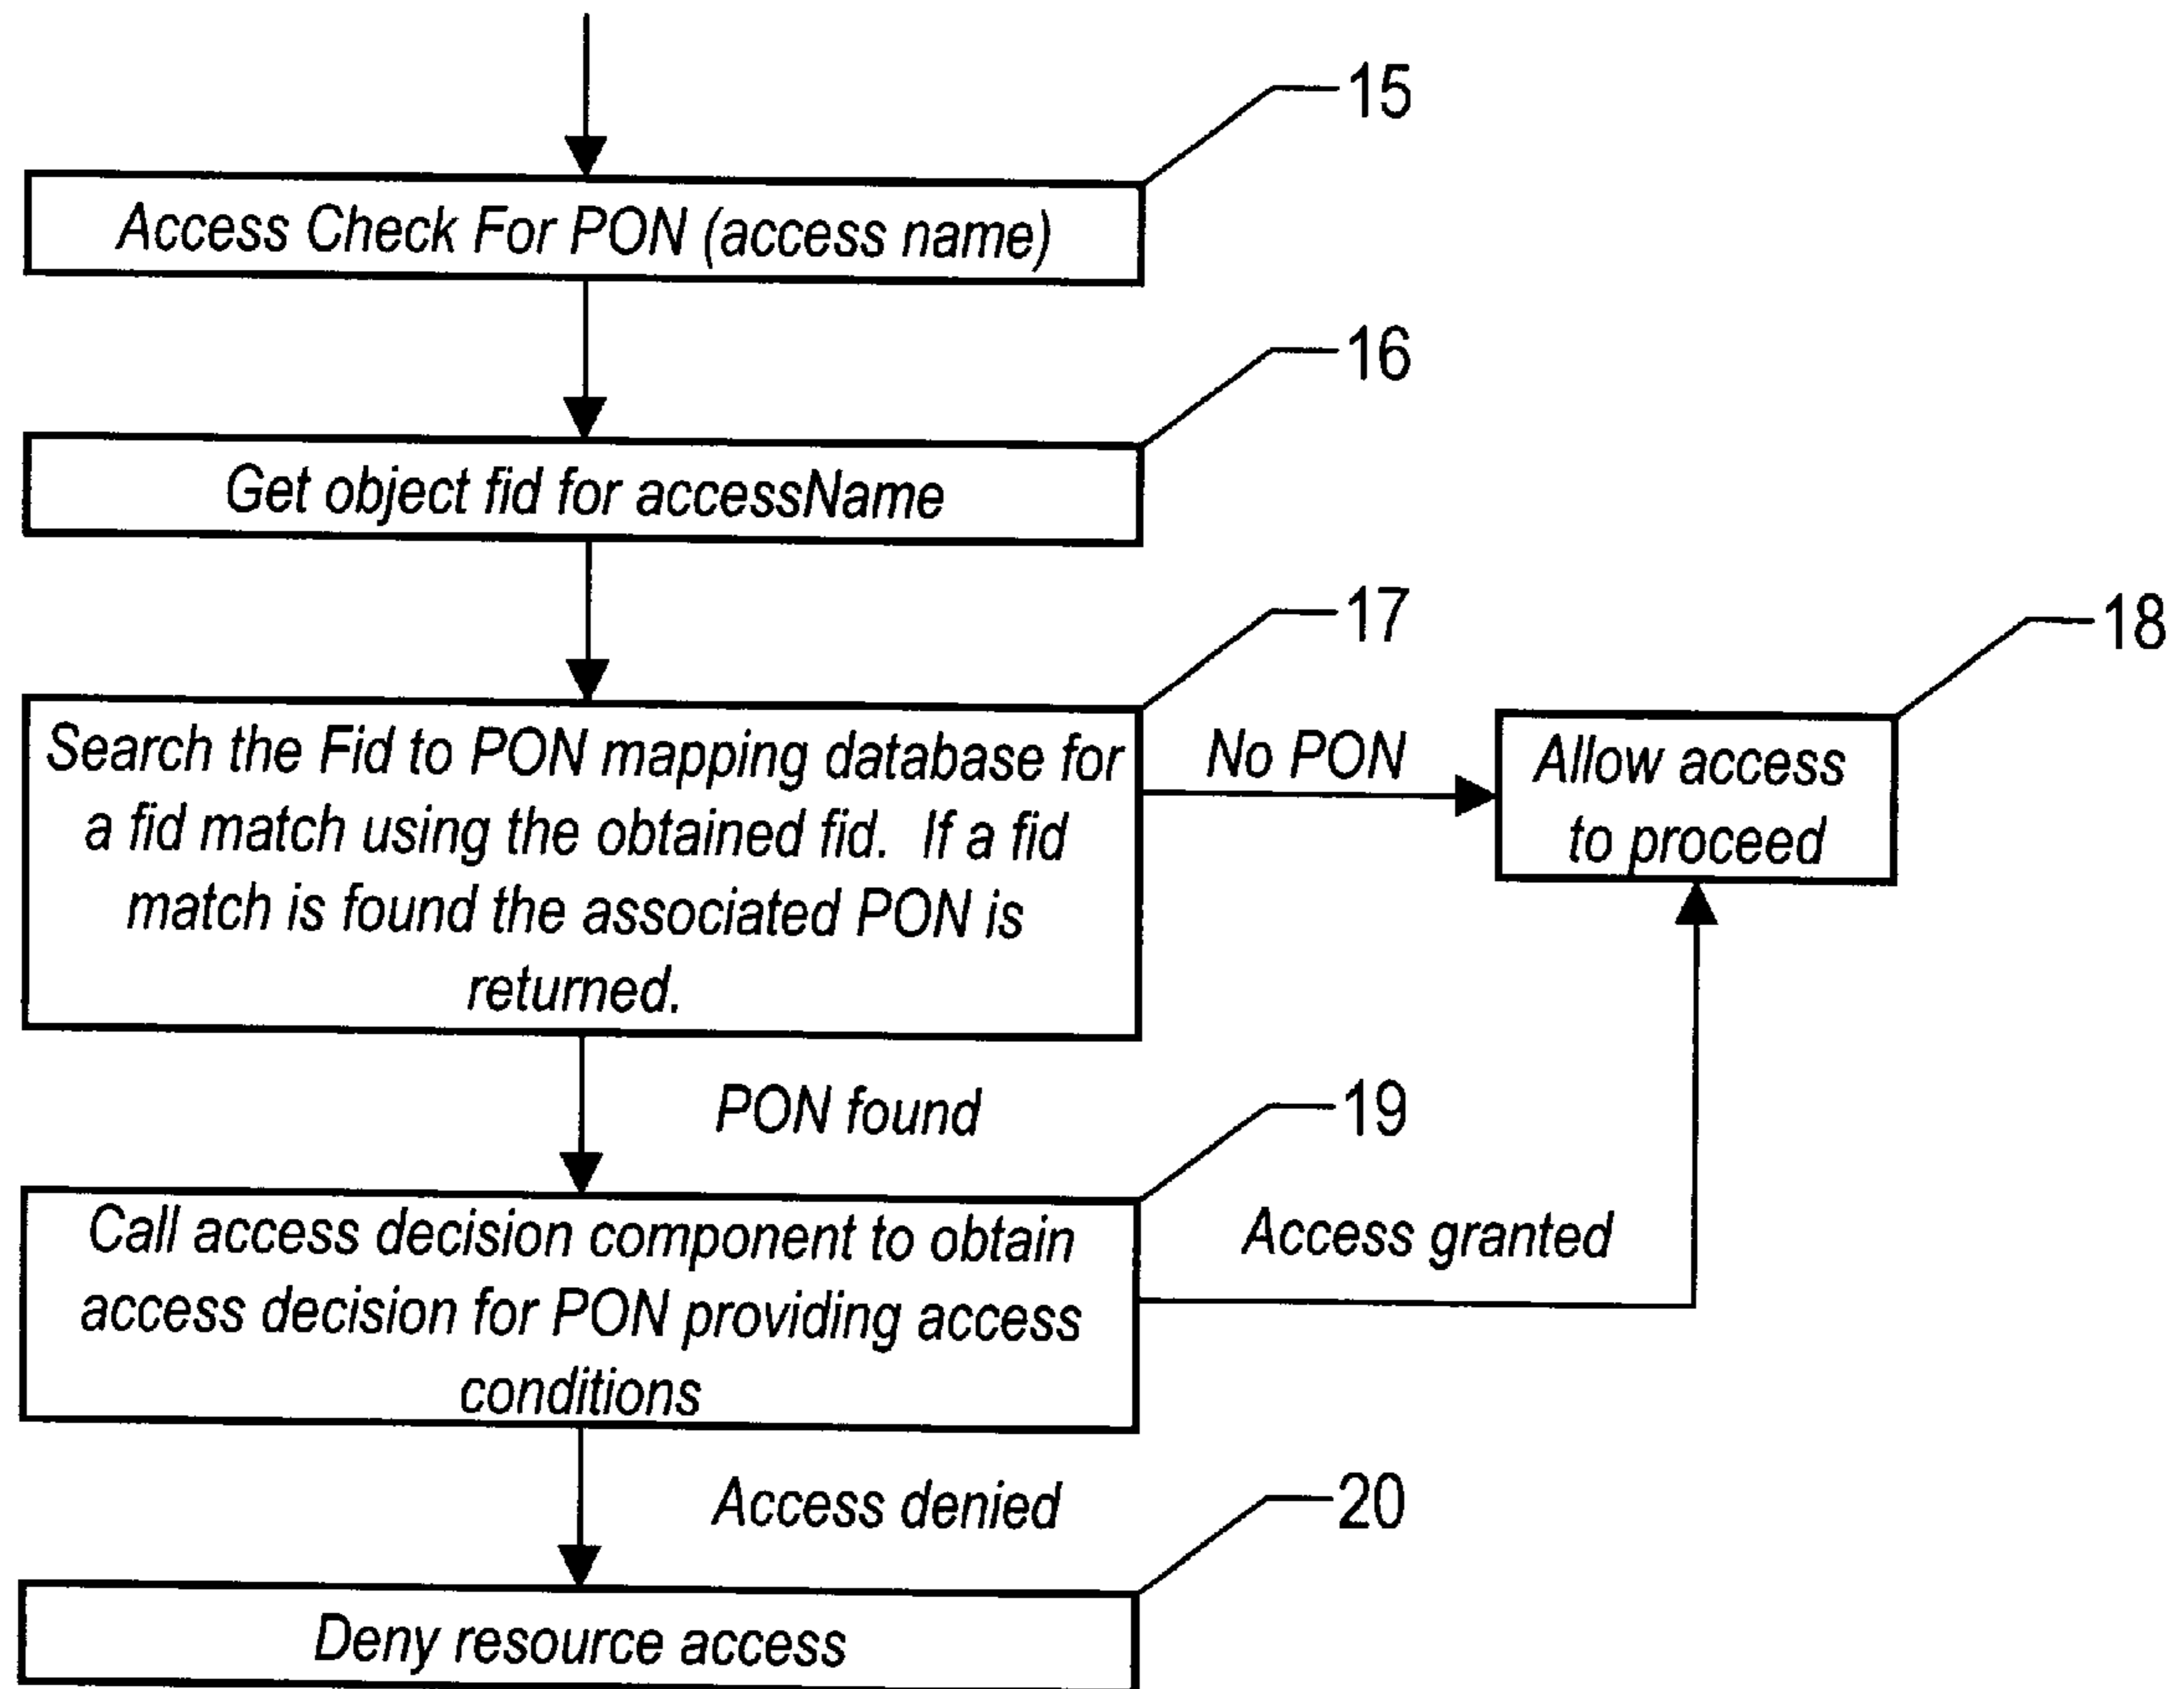 15
Access Check For PON (access name)
16
Get object fid for accessName
17
18
Search the Fid to PON mapping database for
a fid match using the obtained fid. If a fid
match is found the associated PON is
returned.
No PON
Allow access
to proceed
PON found
19
Call access decision component to obtain
access decision for PON providing access
conditions
Access granted
Access denied
20
Deny resource access